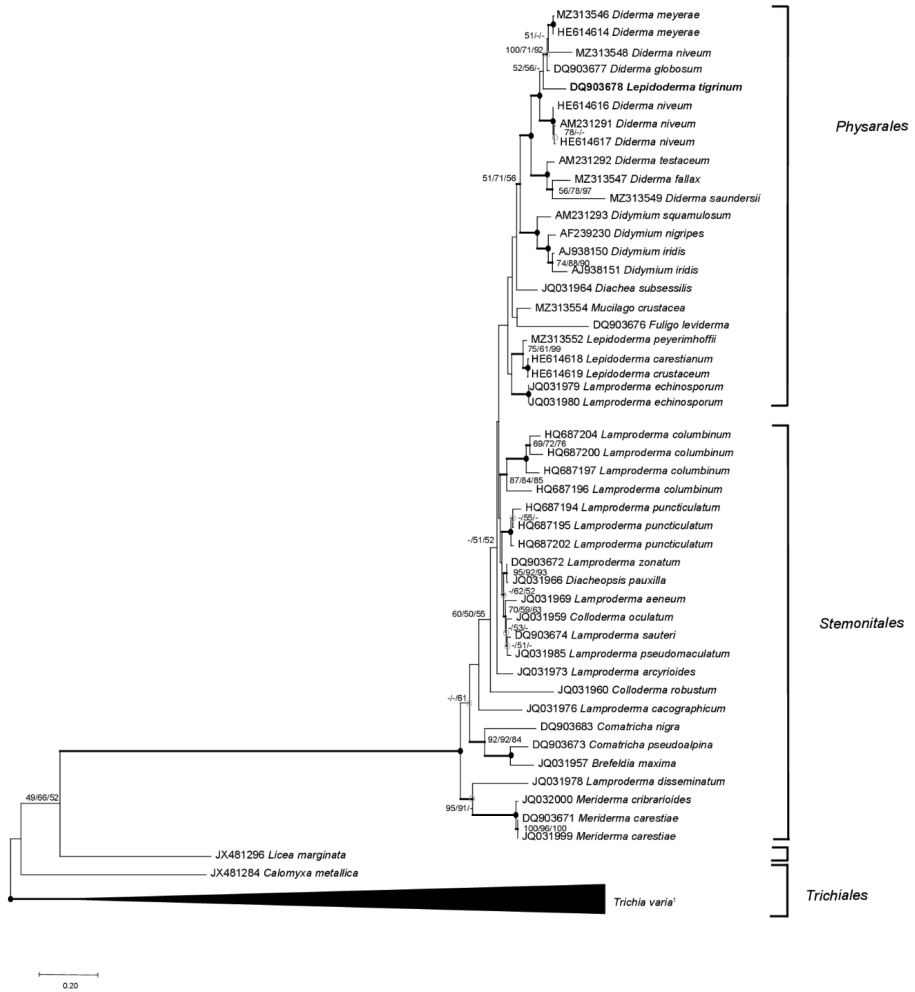 MZ313546 Diderma meyerae
HE614614 Diderma meyerae
51/-/-
100/71/92
MZ313548 Diderma niveum
52/56/-
DQ903677 Diderma globosum
DQ903678 Lepidoderma tigrinum
HE614616 Diderma niveum
AM231291 Diderma niveum
78/-/-
HE614617 Diderma niveum
Physarales
AM231292 Diderma testaceum
51/71/56
MZ313547 Diderma fallax
56/78/97
MZ313549 Diderma saundersii
AM231293 Didymium squamulosum
AF239230 Didymium nigripes
AJ938150 Didymium iridis
74/88/90
AJ938151 Didymium iridis
JQ031964 Diachea subsessilis
MZ313554 Mucilago crustacea
DQ903676 Fuligo leviderma
MZ313552 Lepidoderma peyerimhoffii
75/61/99
HE614618 Lepidoderma carestianum
HE614619 Lepidoderma crustaceum
JQ031979 Lamproderma echinosporum
JQ031980 Lamproderma echinosporum
HQ687204 Lamproderma columbinum
69/72/76
HQ687200 Lamproderma columbinum
HQ687197 Lamproderma columbinum
87/84/85
HQ687196 Lamproderma columbinum
HQ687194 Lamproderma puncticulatum
-/55/-
HQ687195 Lamproderma puncticulatum
-/51/52
HQ687202 Lamproderma puncticulatum
DQ903672 Lamproderma zonatum
95/92/93
JQ031966 Diacheopsis pauxilla
-/62/52
JQ031969 Lamproderma aeneum
70/59/63
60/50/55
JQ031959 Colloderma oculatum
Stemonitales
-/53/-
DQ903674 Lamproderma sauteri
-/51/-
JQ031985 Lamproderma pseudomaculatum
JQ031973 Lamproderma arcyrioides
JQ031960 Colloderma robustum
-/-/61
JQ031976 Lamproderma cacographicum
DQ903683 Comatricha nigra
92/92/84
DQ903673 Comatricha pseudoalpina
JQ031957 Brefeldia maxima
JQ031978 Lamproderma disseminatum
49/66/52
JQ032000 Meriderma cribrarioides
95/91/-
DQ903671 Meriderma carestiae
100/96/100
JQ031999 Meriderma carestiae
JX481296 Licea marginata
JX481284 Calomyxa metallica
Trichiales
Trichia varia¹
0.20